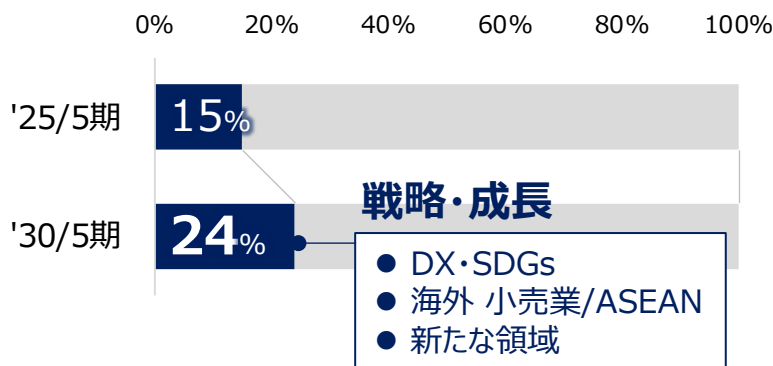 0% 20% 40% 60% 80% 100%
'25/5期 15%
戦略・成長
'30/5期 24%
● DX・SDGs
● 海外 小売業/ASEAN
● 新たな領域